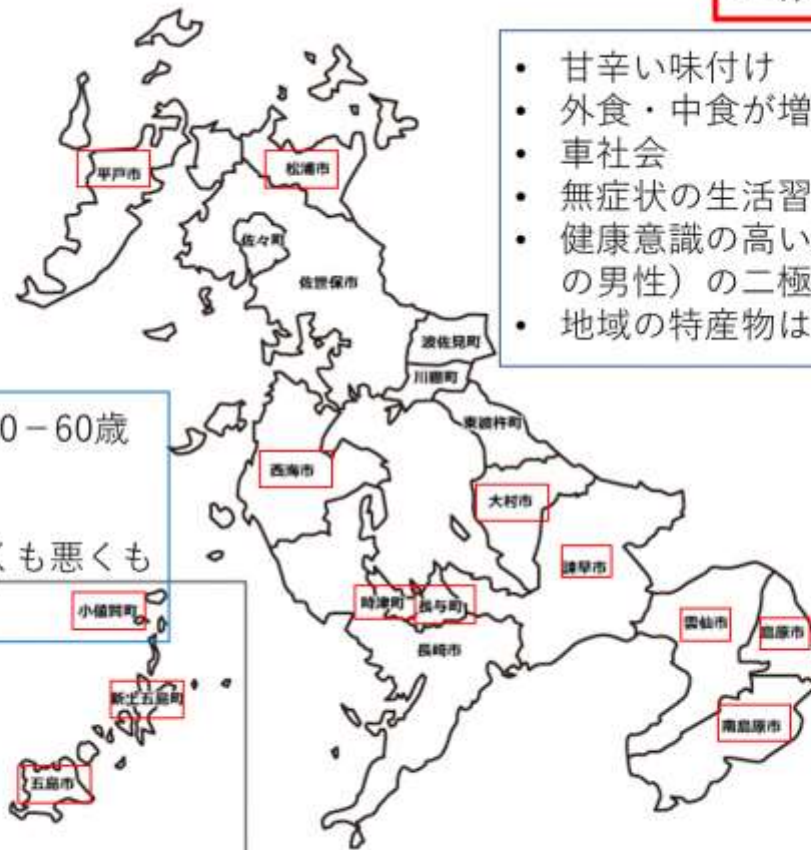 • 甘辛い味付け
• 外食・中食が増
• 車社会
• 無症状の生活習
• 健康意識の高い
の男性）の二極
• 地域の特産物は
平戸市
松浦市
佐々町
佐世保市
波佐見町
川棚町
東彼杵町
0－60歳
西海市
大村市
くも悪くも
諫早市
小値賀町
時津町
長与町
雲仙市
島原市
長崎市
新上五島町
南島原市
五島市